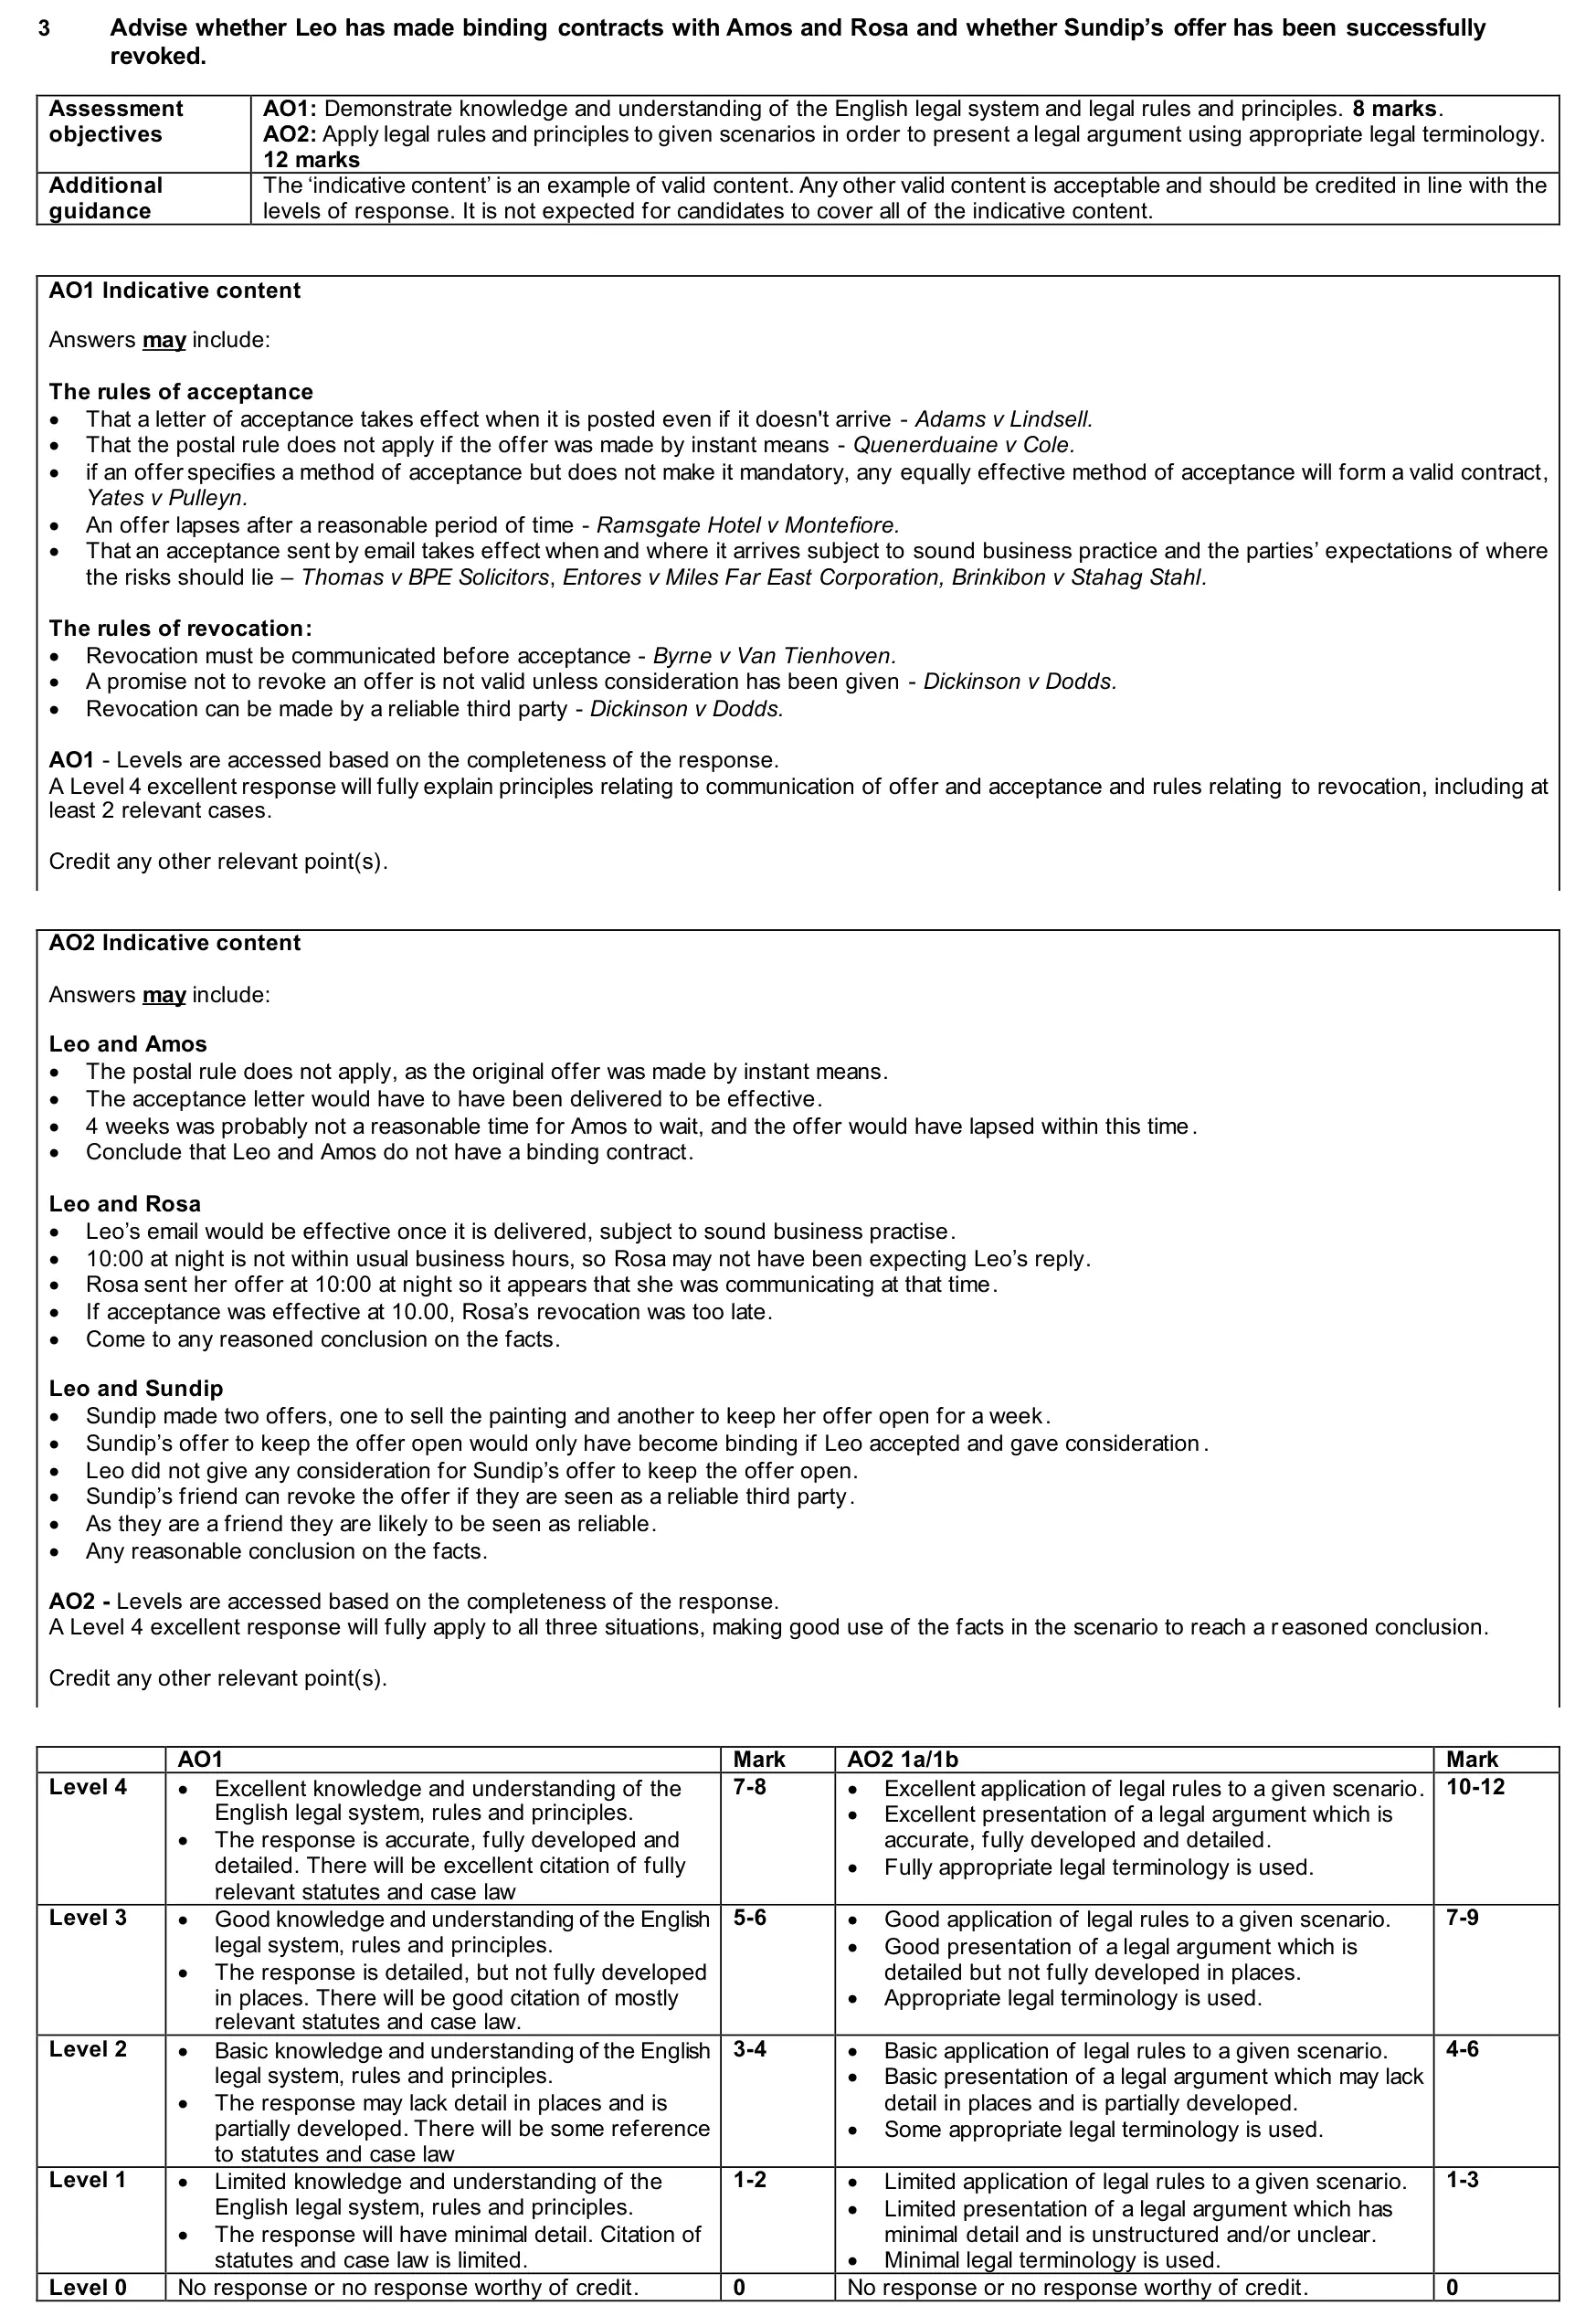 3 Advise whether Leo has made binding contracts with Amos and Rosa and whether Sundip’s offer has been successfully
revoked.
Assessment
objectives
AO1: Demonstrate knowledge and understanding of the English legal system and legal rules and principles. 8 marks.
AO2: Apply legal rules and principles to given scenarios in order to present a legal argument using appropriate legal terminology.
12 marks
Additional
guidance
The ‘indicative content’ is an example of valid content. Any other valid content is acceptable and should be credited in line with the
levels of response. It is not expected for candidates to cover all of the indicative content.
AO1 Indicative content
Answers may include:
The rules of acceptance
• That a letter of acceptance takes effect when it is posted even if it doesn't arrive - Adams v Lindsell.
• That the postal rule does not apply if the offer was made by instant means - Quenerduaine v Cole.
• if an offer specifies a method of acceptance but does not make it mandatory, any equally effective method of acceptance will form a valid contract,
Yates v Pulleyn.
• An offer lapses after a reasonable period of time - Ramsgate Hotel v Montefiore.
• That an acceptance sent by email takes effect when and where it arrives subject to sound business practice and the parties’ expectations of where
the risks should lie – Thomas v BPE Solicitors, Entores v Miles Far East Corporation, Brinkibon v Stahag Stahl.
The rules of revocation:
• Revocation must be communicated before acceptance - Byrne v Van Tienhoven.
• A promise not to revoke an offer is not valid unless consideration has been given - Dickinson v Dodds.
• Revocation can be made by a reliable third party - Dickinson v Dodds.
AO1 - Levels are accessed based on the completeness of the response.
A Level 4 excellent response will fully explain principles relating to communication of offer and acceptance and rules relating to revocation, including at
least 2 relevant cases.
Credit any other relevant point(s).
AO2 Indicative content
Answers may include:
Leo and Amos
• The postal rule does not apply, as the original offer was made by instant means.
• The acceptance letter would have to have been delivered to be effective.
• 4 weeks was probably not a reasonable time for Amos to wait, and the offer would have lapsed within this time.
• Conclude that Leo and Amos do not have a binding contract.
Leo and Rosa
• Leo’s email would be effective once it is delivered, subject to sound business practise.
• 10:00 at night is not within usual business hours, so Rosa may not have been expecting Leo’s reply.
• Rosa sent her offer at 10:00 at night so it appears that she was communicating at that time.
• If acceptance was effective at 10.00, Rosa’s revocation was too late.
• Come to any reasoned conclusion on the facts.
Leo and Sundip
• Sundip made two offers, one to sell the painting and another to keep her offer open for a week.
• Sundip’s offer to keep the offer open would only have become binding if Leo accepted and gave consideration.
• Leo did not give any consideration for Sundip’s offer to keep the offer open.
• Sundip’s friend can revoke the offer if they are seen as a reliable third party.
• As they are a friend they are likely to be seen as reliable.
• Any reasonable conclusion on the facts.
AO2 - Levels are accessed based on the completeness of the response.
A Level 4 excellent response will fully apply to all three situations, making good use of the facts in the scenario to reach a reasoned conclusion.
Credit any other relevant point(s).
AO1 Mark AO2 1a/1b Mark
Level 4
• Excellent knowledge and understanding of the
English legal system, rules and principles.
• The response is accurate, fully developed and
detailed. There will be excellent citation of fully
relevant statutes and case law
7-8
• Excellent application of legal rules to a given scenario.
• Excellent presentation of a legal argument which is
accurate, fully developed and detailed.
• Fully appropriate legal terminology is used.
10-12
Level 3
• Good knowledge and understanding of the English
legal system, rules and principles.
• The response is detailed, but not fully developed
in places. There will be good citation of mostly
relevant statutes and case law.
5-6
• Good application of legal rules to a given scenario.
• Good presentation of a legal argument which is
detailed but not fully developed in places.
• Appropriate legal terminology is used.
7-9
Level 2
• Basic knowledge and understanding of the English
legal system, rules and principles.
• The response may lack detail in places and is
partially developed. There will be some reference
to statutes and case law
3-4
• Basic application of legal rules to a given scenario.
• Basic presentation of a legal argument which may lack
detail in places and is partially developed.
• Some appropriate legal terminology is used.
4-6
Level 1
• Limited knowledge and understanding of the
English legal system, rules and principles.
• The response will have minimal detail. Citation of
statutes and case law is limited.
1-2
• Limited application of legal rules to a given scenario.
• Limited presentation of a legal argument which has
minimal detail and is unstructured and/or unclear.
• Minimal legal terminology is used.
1-3
Level 0
No response or no response worthy of credit.
0
No response or no response worthy of credit.
0